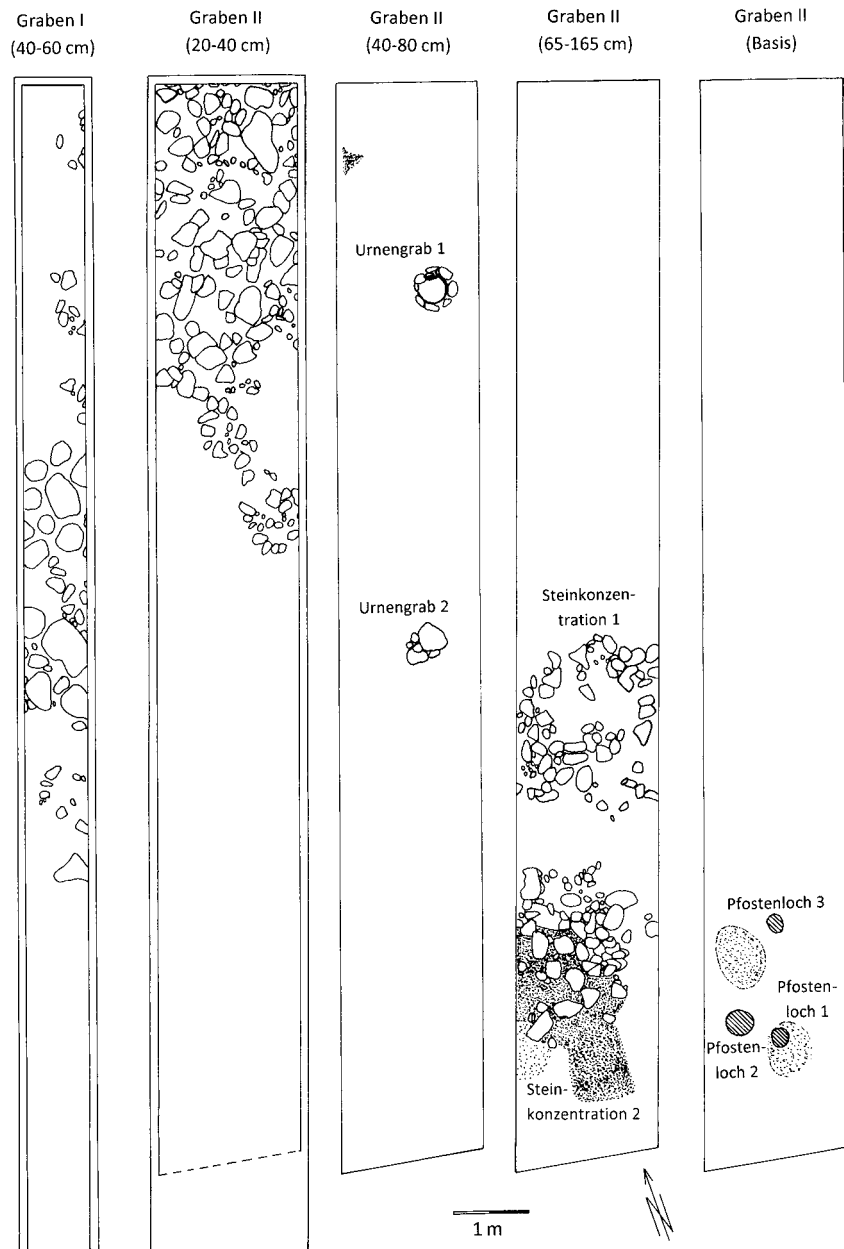 Graben I
(40-60 cm)
Graben II
(20-40 cm)
Graben II
(40-80 cm)
Graben II
(65-165 cm)
Graben II
(Basis)
Urnengrab 1
Urnengrab 2
Steinkonzen-
tration 1
Stein-
konzentration 2
Pfostenloch 3
Pfosten-
loch 1
Pfosten-
loch 2
1 m